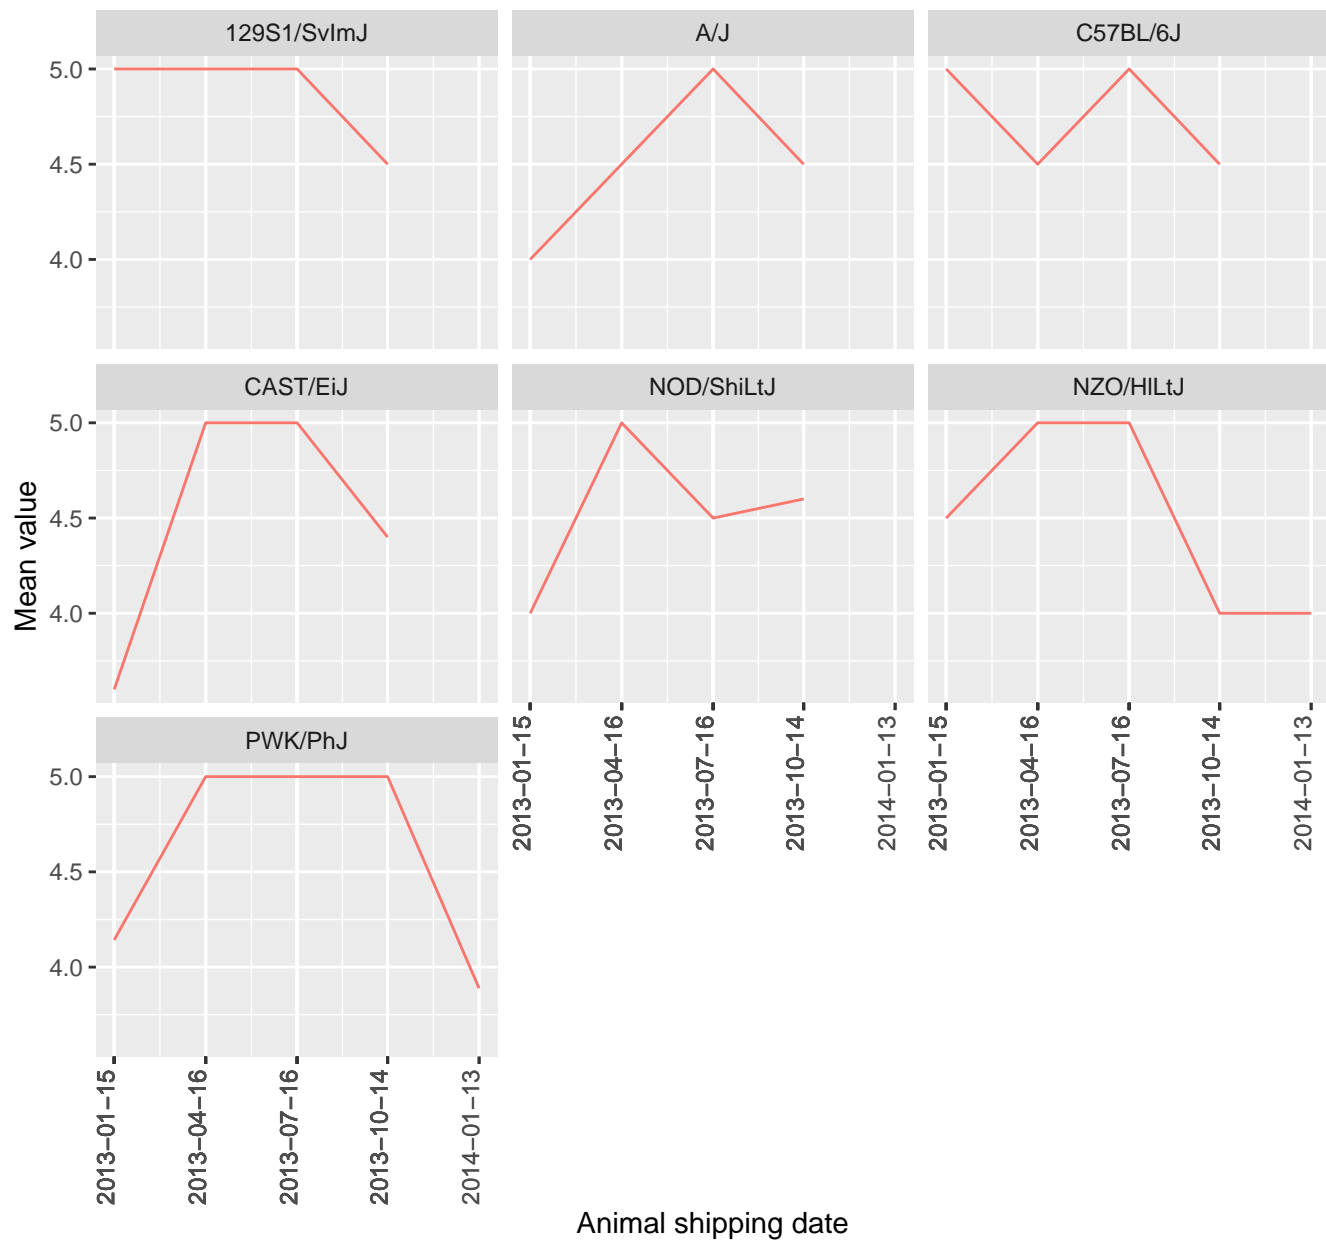 129S1/SvImJ
A/J
C57BL/6J
5.0
4.5
4.0
CAST/EiJ
NOD/ShiLtJ
NZO/HlLtJ
5.0
4.5
4.0
Mean value
2013−01−15
2013−04−16
2013−07−16
2013−10−14
2014−01−13
2013−01−15
2013−04−16
2013−07−16
2013−10−14
2014−01−13
PWK/PhJ
5.0
4.5
4.0
2013−01−15
2013−04−16
2013−07−16
2013−10−14
2014−01−13
Animal shipping date